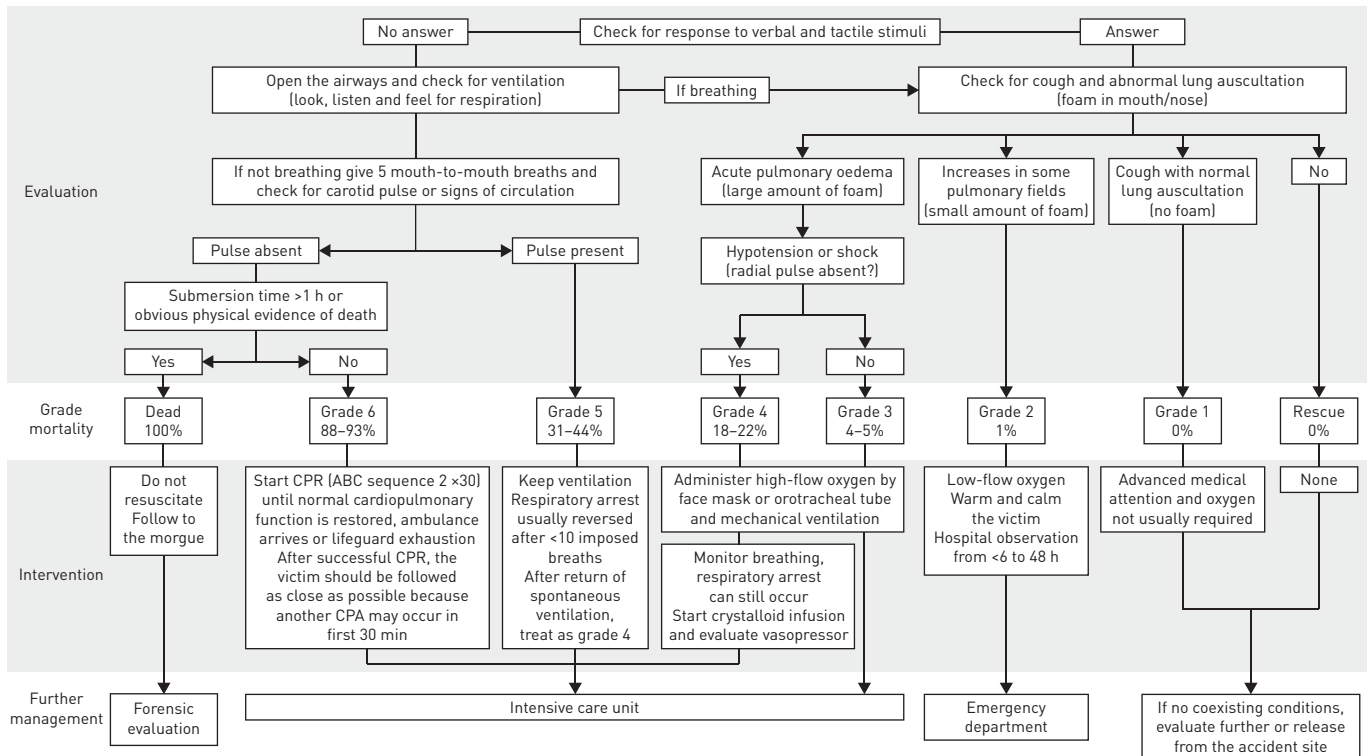 No answer
Check for response to verbal and tactile stimuli
Answer
Open the airways and check for ventilation
(look, listen and feel for respiration)
If breathing
Check for cough and abnormal lung auscultation
(foam in mouth/nose)
Evaluation
If not breathing give 5 mouth-to-mouth breaths and
check for carotid pulse or signs of circulation
Acute pulmonary oedema
(large amount of foam)
Increases in some
pulmonary fields
(small amount of foam)
Cough with normal
lung auscultation
(no foam)
No
Pulse absent
Pulse present
Hypotension or shock
(radial pulse absent?)
Submersion time >1 h or
obvious physical evidence of death
Yes
No
Yes
No
Grade
mortality
Dead
100%
Grade 6
88–93%
Grade 5
31–44%
Grade 4
18–22%
Grade 3
4–5%
Grade 2
1%
Grade 1
0%
Rescue
0%
Intervention
Do not
resuscitate
Follow to
the morgue
Start CPR (ABC sequence 2 ×30)
until normal cardiopulmonary
function is restored, ambulance
arrives or lifeguard exhaustion
After successful CPR, the
victim should be followed
as close as possible because
another CPA may occur in
first 30 min
Keep ventilation
Respiratory arrest
usually reversed
after <10 imposed
breaths
After return of
spontaneous
ventilation,
treat as grade 4
Administer high-flow oxygen by
face mask or orotracheal tube
and mechanical ventilation
Monitor breathing,
respiratory arrest
can still occur
Start crystalloid infusion
and evaluate vasopressor
Low-flow oxygen
Warm and calm
the victim
Hospital observation
from <6 to 48 h
Advanced medical
attention and oxygen
not usually required
None
Further
management
Forensic
evaluation
Intensive care unit
Emergency
department
If no coexisting conditions,
evaluate further or release
from the accident site